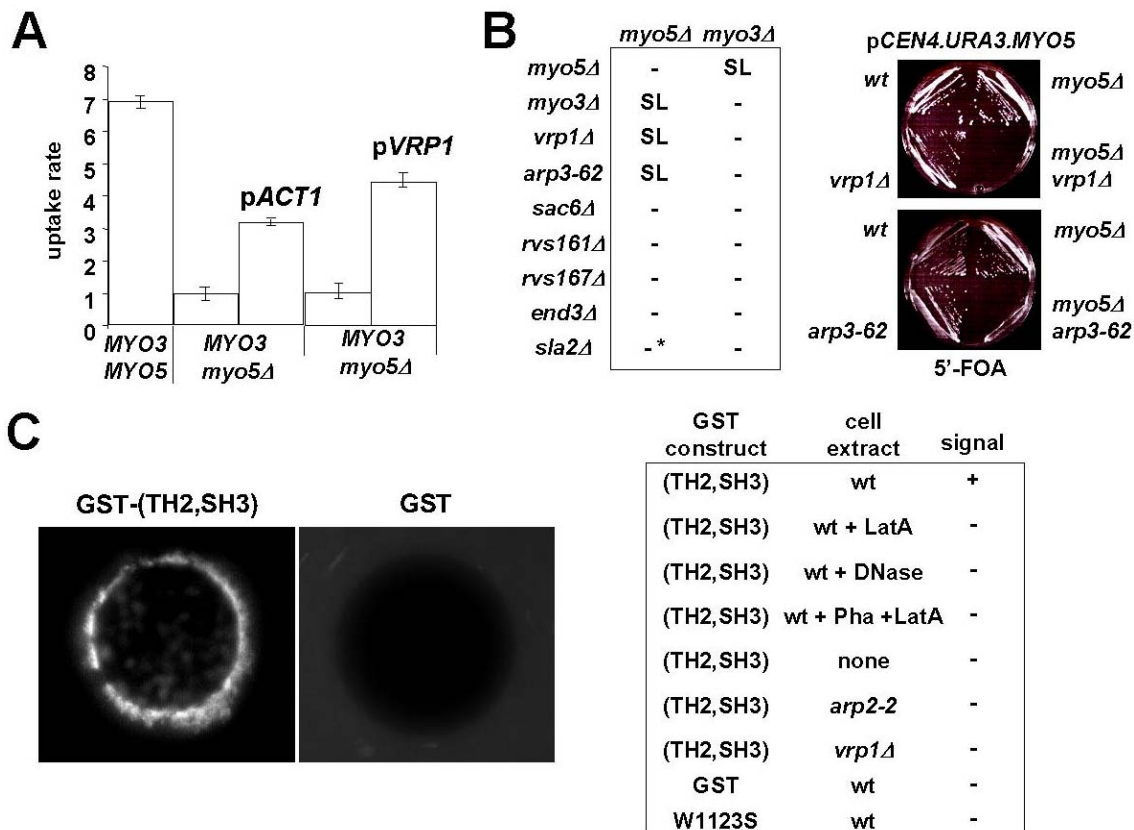 A
uptake rate
8
7
6
5
4
3
2
1
0
pACT1
pVRP1
MYO3 MYO3 MYO3
MYO5 myo5Δ myo5Δ
B
myo5Δ myo3Δ
myo5Δ - SL
myo3Δ SL -
vrp1Δ SL -
arp3-62 SL -
sac6Δ - -
rvs161Δ - -
rvs167Δ - -
end3Δ - -
sla2Δ -* -
pCEN4.URA3.MYO5
wt myo5Δ
vrp1Δ myo5Δ vrp1Δ
wt myo5Δ
arp3-62 myo5Δ arp3-62
5'-FOA
C
GST-(TH2,SH3) GST
GST construct cell extract signal
(TH2,SH3) wt +
(TH2,SH3) wt + LatA -
(TH2,SH3) wt + DNase -
(TH2,SH3) wt + Pha +LatA -
(TH2,SH3) none -
(TH2,SH3) arp2-2 -
(TH2,SH3) vrp1Δ -
GST wt -
W1123S wt -